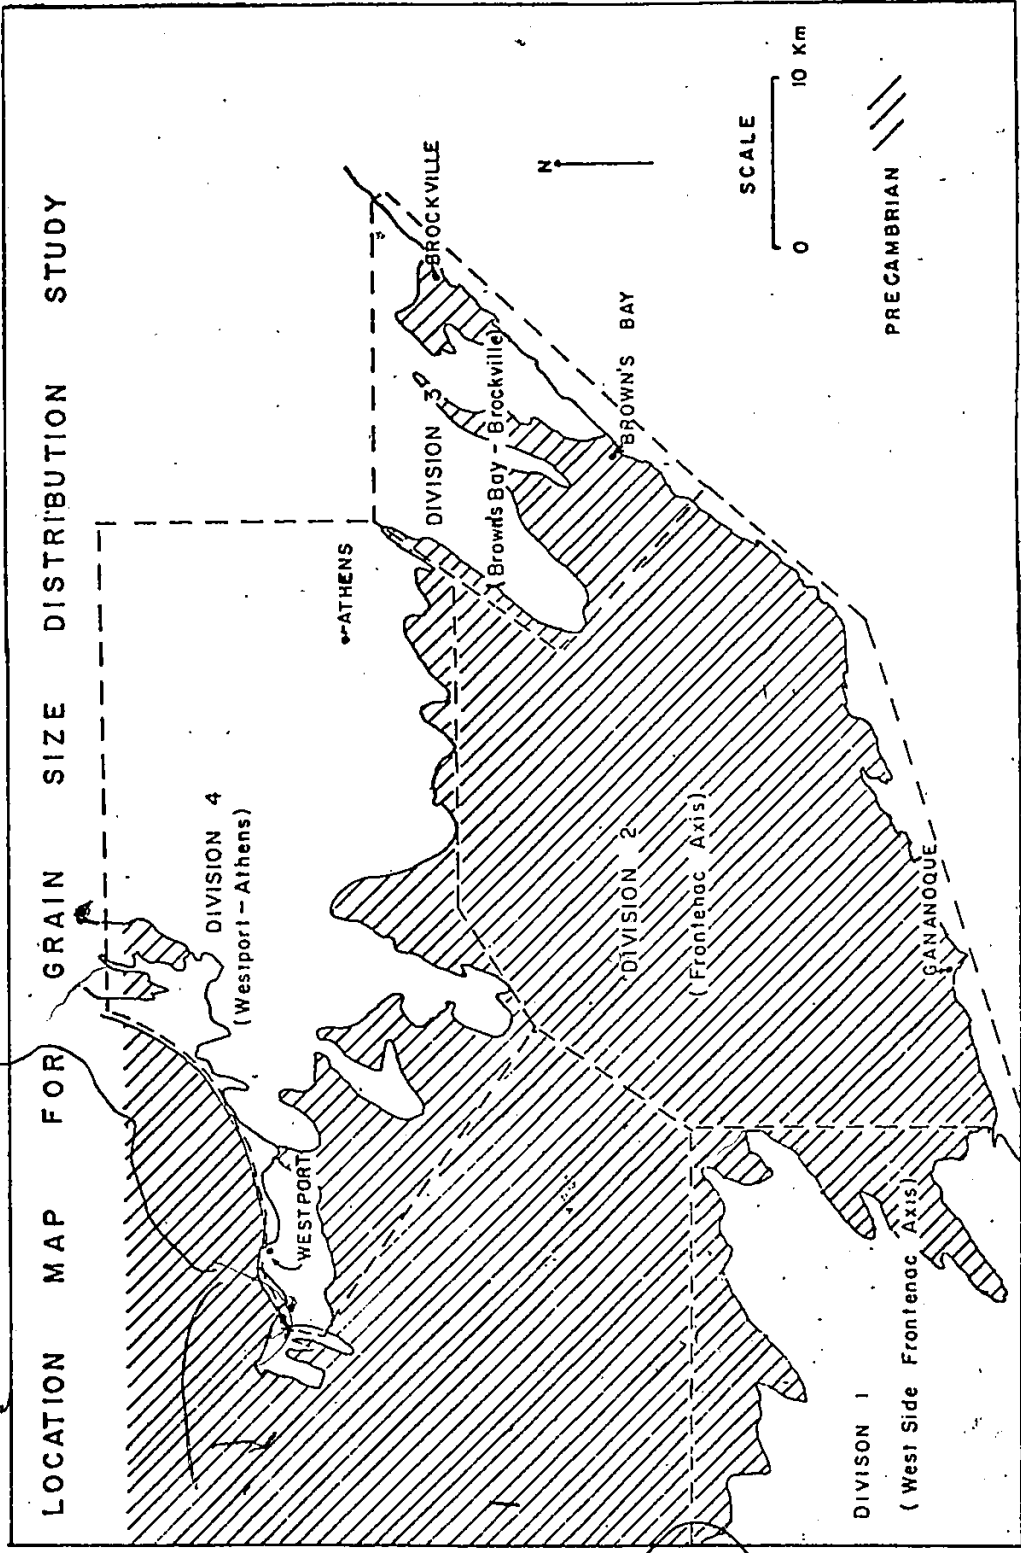 LOCATION MAP FOR GRAIN SIZE DISTRIBUTION STUDY
DIVISION 4
(Westport-Athens)
WESTPORT
ATHENS
BROCKVILLE
DIVISION 3
(Brown's Bay - Brockville)
BROWN'S BAY
DIVISION 2
(Frontenac Axis)
GANANOQUE
DIVISON 1
(West Side Frontenac Axis)
N
SCALE
0 10 Km
PRECAMBRIAN